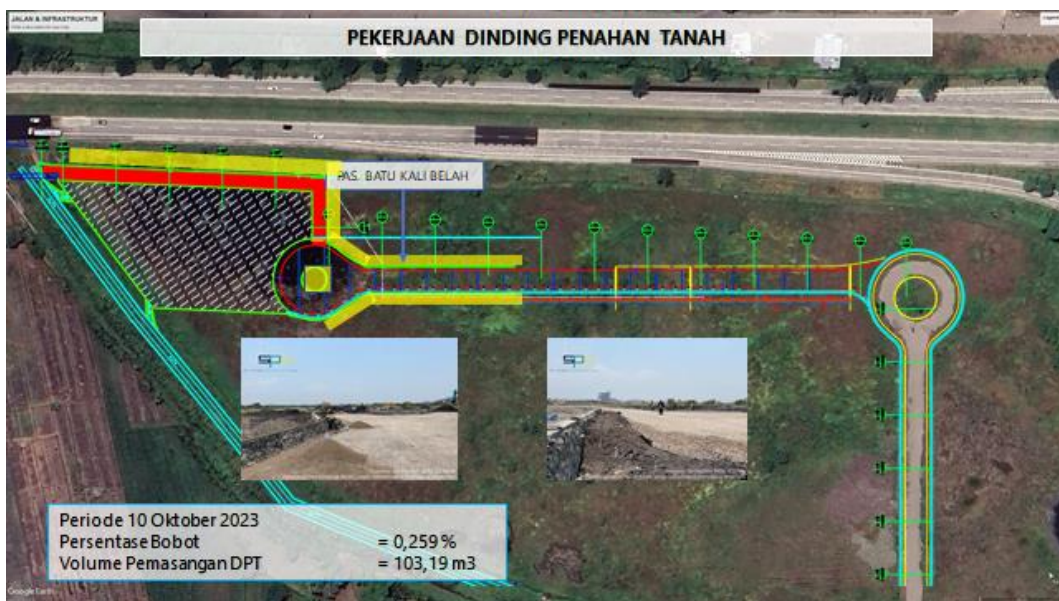 JALAN & INFRASTRUKTUR
PEKERJAAN DINDING PENAHAN TANAH
PAS. BATU KALI BELAH
Periode 10 Oktober 2023
Persentase Bobot = 0,259 %
Volume Pemasangan DPT = 103,19 m3
Google Earth